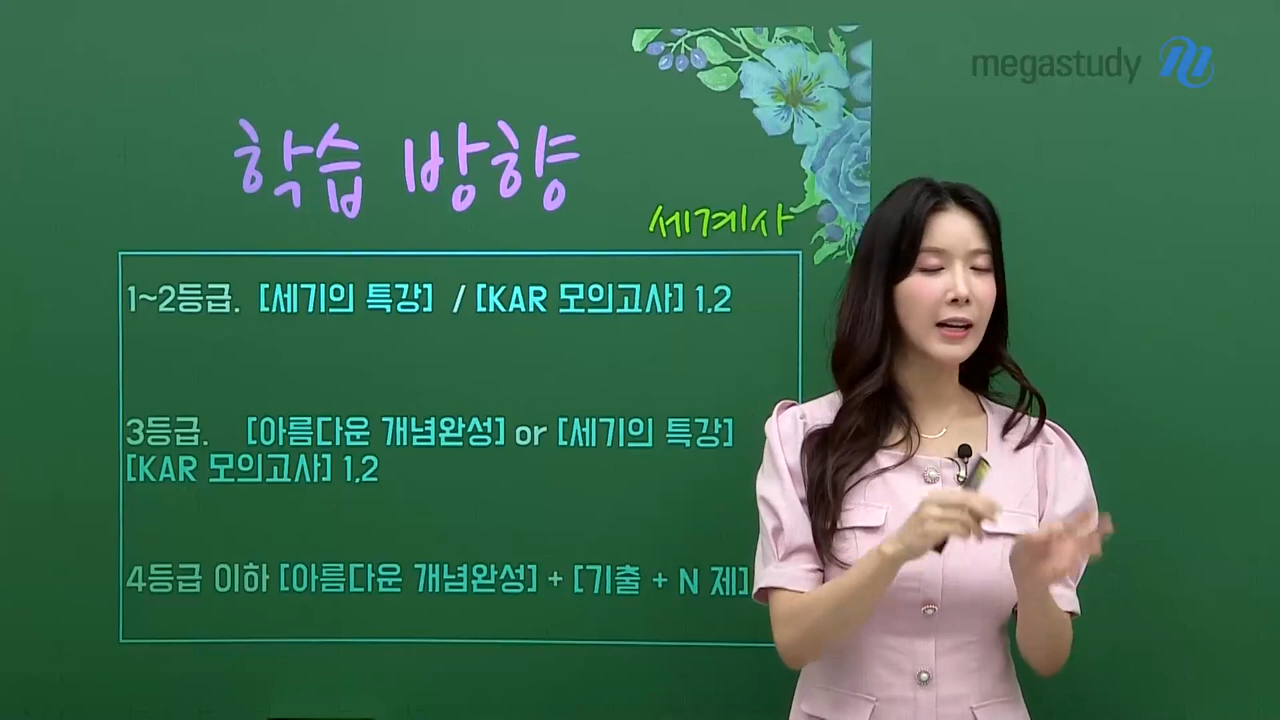 megastudy
학습 방향
세계사
1~2등급. [세기의 특강] / [KAR 모의고사] 1,2
3등급. [아름다운 개념완성] or [세기의 특강]
[KAR 모의고사] 1,2
4등급 이하 [아름다운 개념완성] + [기출 + N 제]